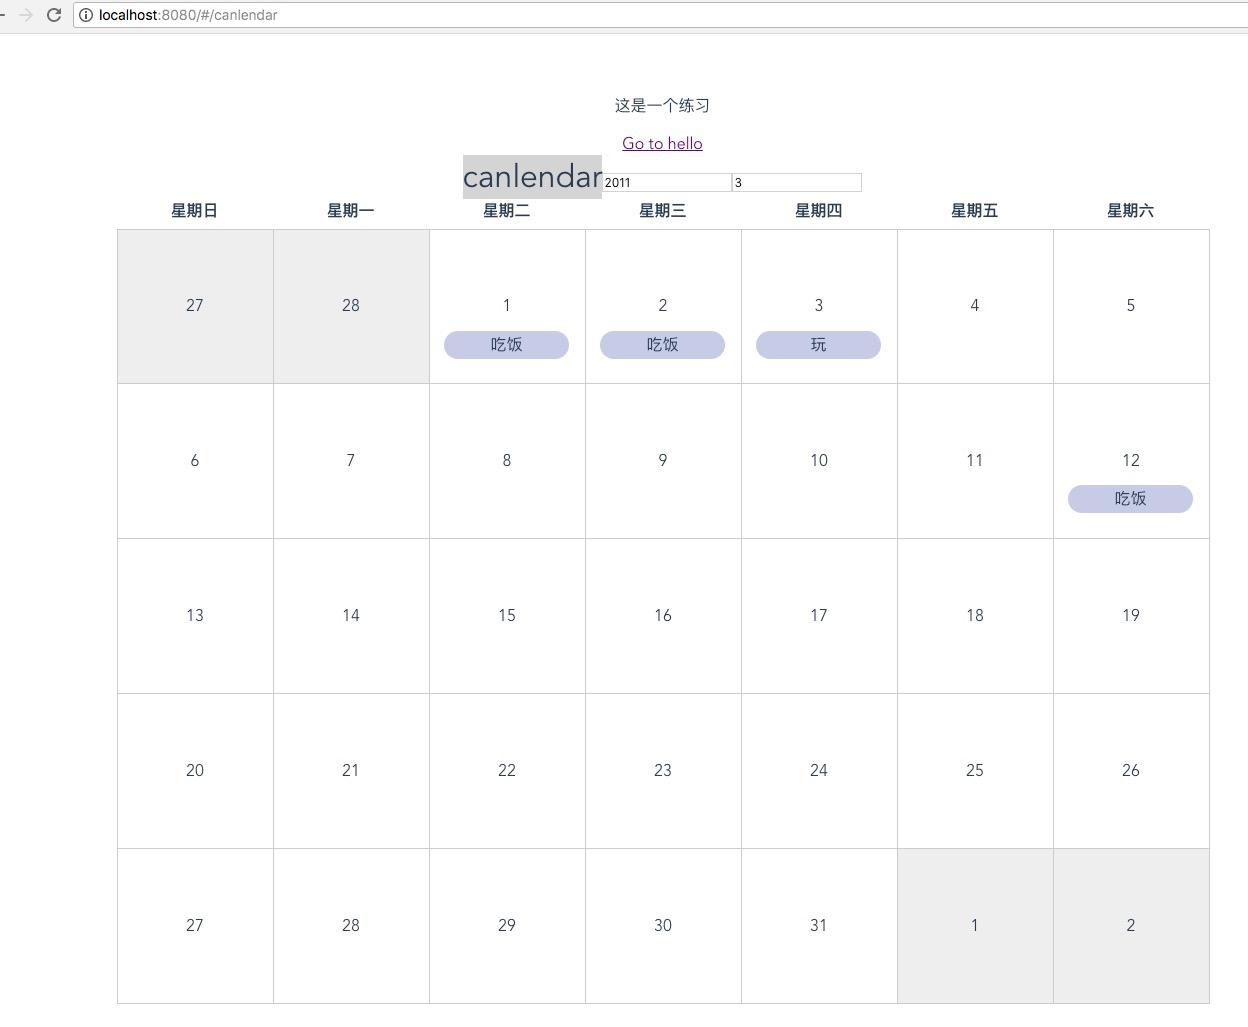 localhost:8080/#/canlendar
这是一个练习
Go to hello
canlendar 2011 3
星期日 星期一 星期二 星期三 星期四 星期五 星期六
27 28 1 2 3 4 5
吃饭 吃饭 玩
6 7 8 9 10 11 12
吃饭
13 14 15 16 17 18 19
20 21 22 23 24 25 26
27 28 29 30 31 1 2